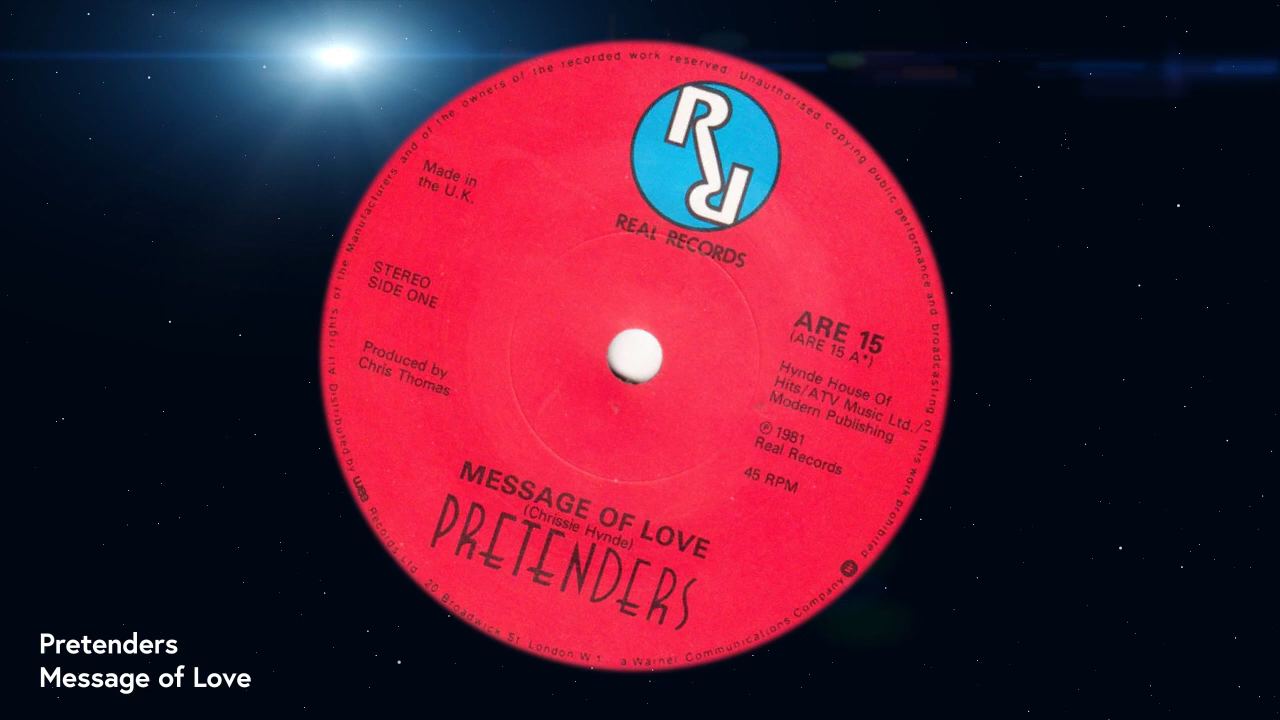 All rights of the Manufacturers and of the owners of the recorded work reserved. Unauthorised copying public performance and broadcasting of this work prohibited
RR
REAL RECORDS
Made in
the U.K.
STEREO
SIDE ONE
Produced by
Chris Thomas
ARE 15
(ARE 15 A*)
Hynde House Of
Hits/ATV Music Ltd./
Modern Publishing
℗ 1981
Real Records
45 RPM
MESSAGE OF LOVE
(Chrissie Hynde)
PRETENDERS
Distributed by wea Records Ltd. 20 Broadwick St. London W.1. a Warner Communications Company
Pretenders
Message of Love